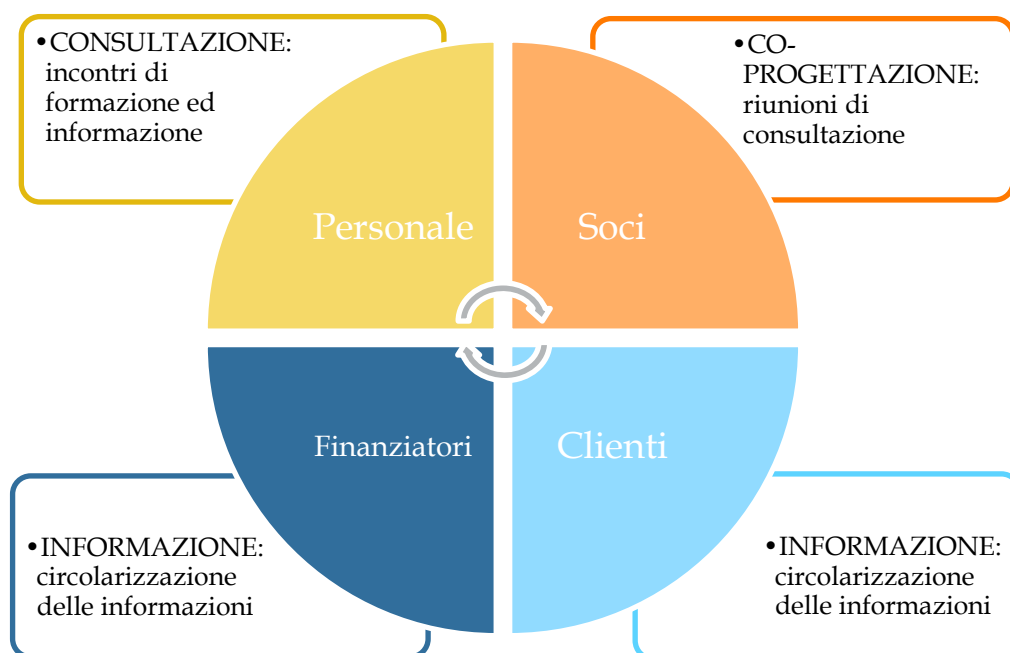 •CONSULTAZIONE:
incontri di
formazione ed
informazione
•CO-
PROGETTAZIONE:
riunioni di
consultazione
Personale
Soci
Finanziatori
Clienti
•INFORMAZIONE:
circolarizzazione
delle informazioni
•INFORMAZIONE:
circolarizzazione
delle informazioni